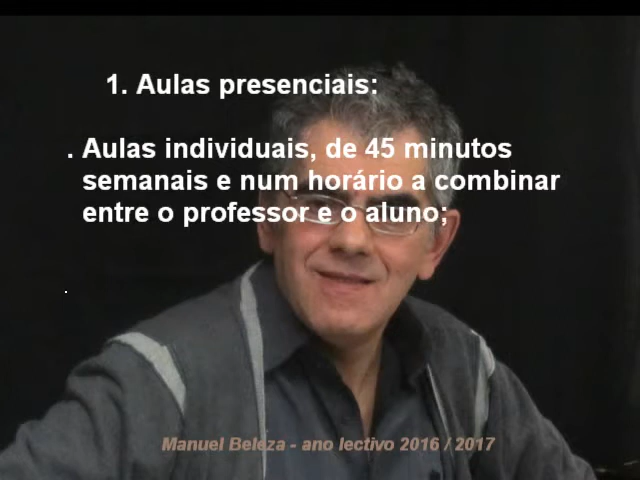 1. Aulas presenciais:
. Aulas individuais, de 45 minutos
semanais e num horário a combinar
entre o professor e o aluno;
.
Manuel Beleza - ano lectivo 2016 / 2017